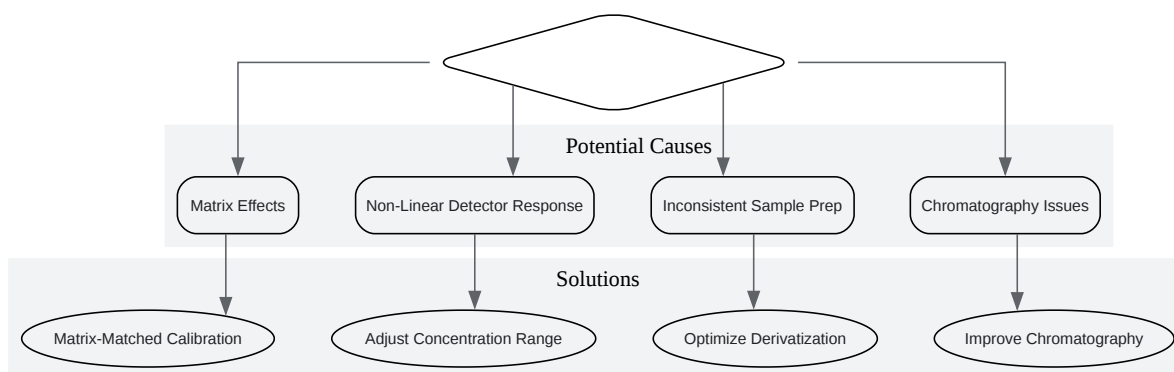 Potential Causes
Matrix Effects
Non-Linear Detector Response
Inconsistent Sample Prep
Chromatography Issues
Solutions
Matrix-Matched Calibration
Adjust Concentration Range
Optimize Derivatization
Improve Chromatography